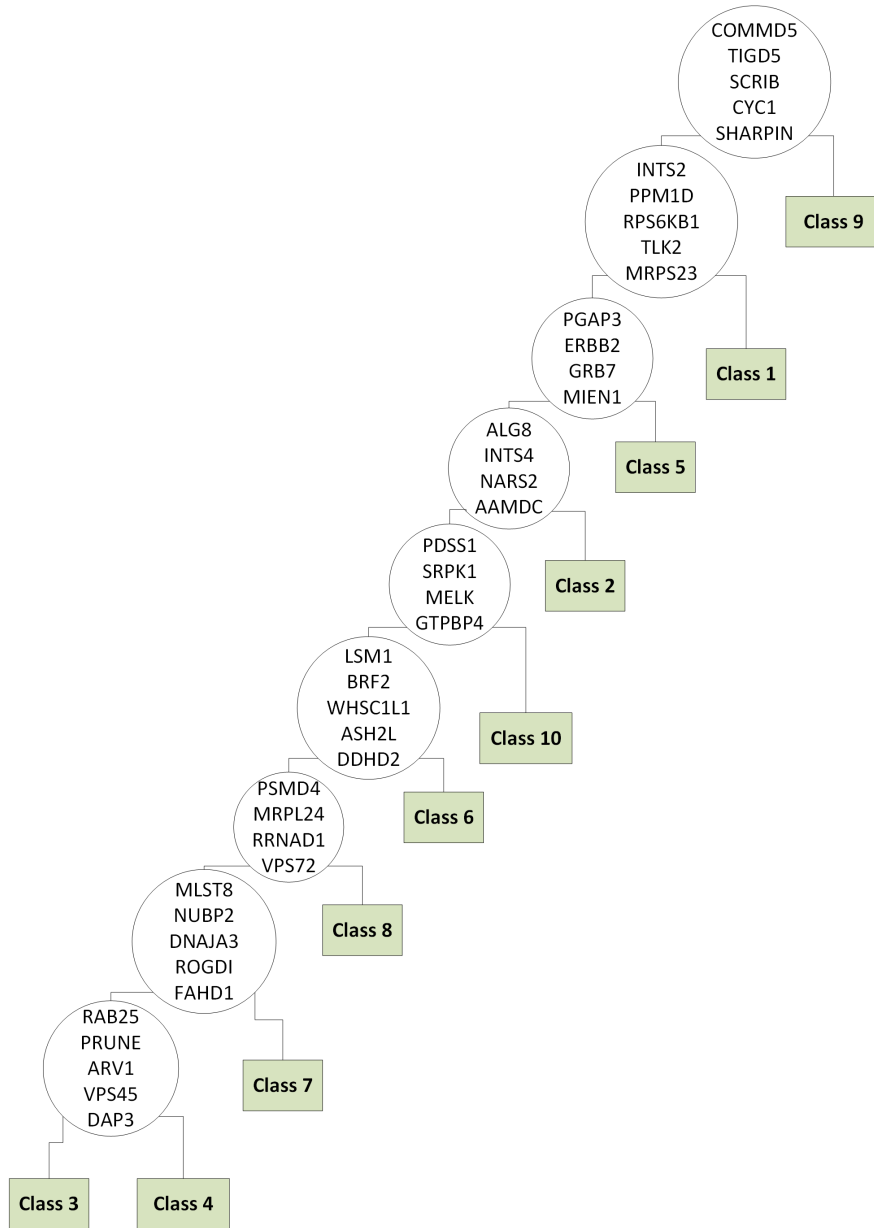 COMMD5
TIGD5
SCRIB
CYC1
SHARPIN
Class 9
INTS2
PPM1D
RPS6KB1
TLK2
MRPS23
Class 1
PGAP3
ERBB2
GRB7
MIEN1
Class 5
ALG8
INTS4
NARS2
AAMDC
Class 2
PDSS1
SRPK1
MELK
GTPBP4
Class 10
LSM1
BRF2
WHSC1L1
ASH2L
DDHD2
Class 6
PSMD4
MRPL24
RRNAD1
VPS72
Class 8
MLST8
NUBP2
DNAJA3
ROGDI
FAHD1
Class 7
RAB25
PRUNE
ARV1
VPS45
DAP3
Class 3
Class 4